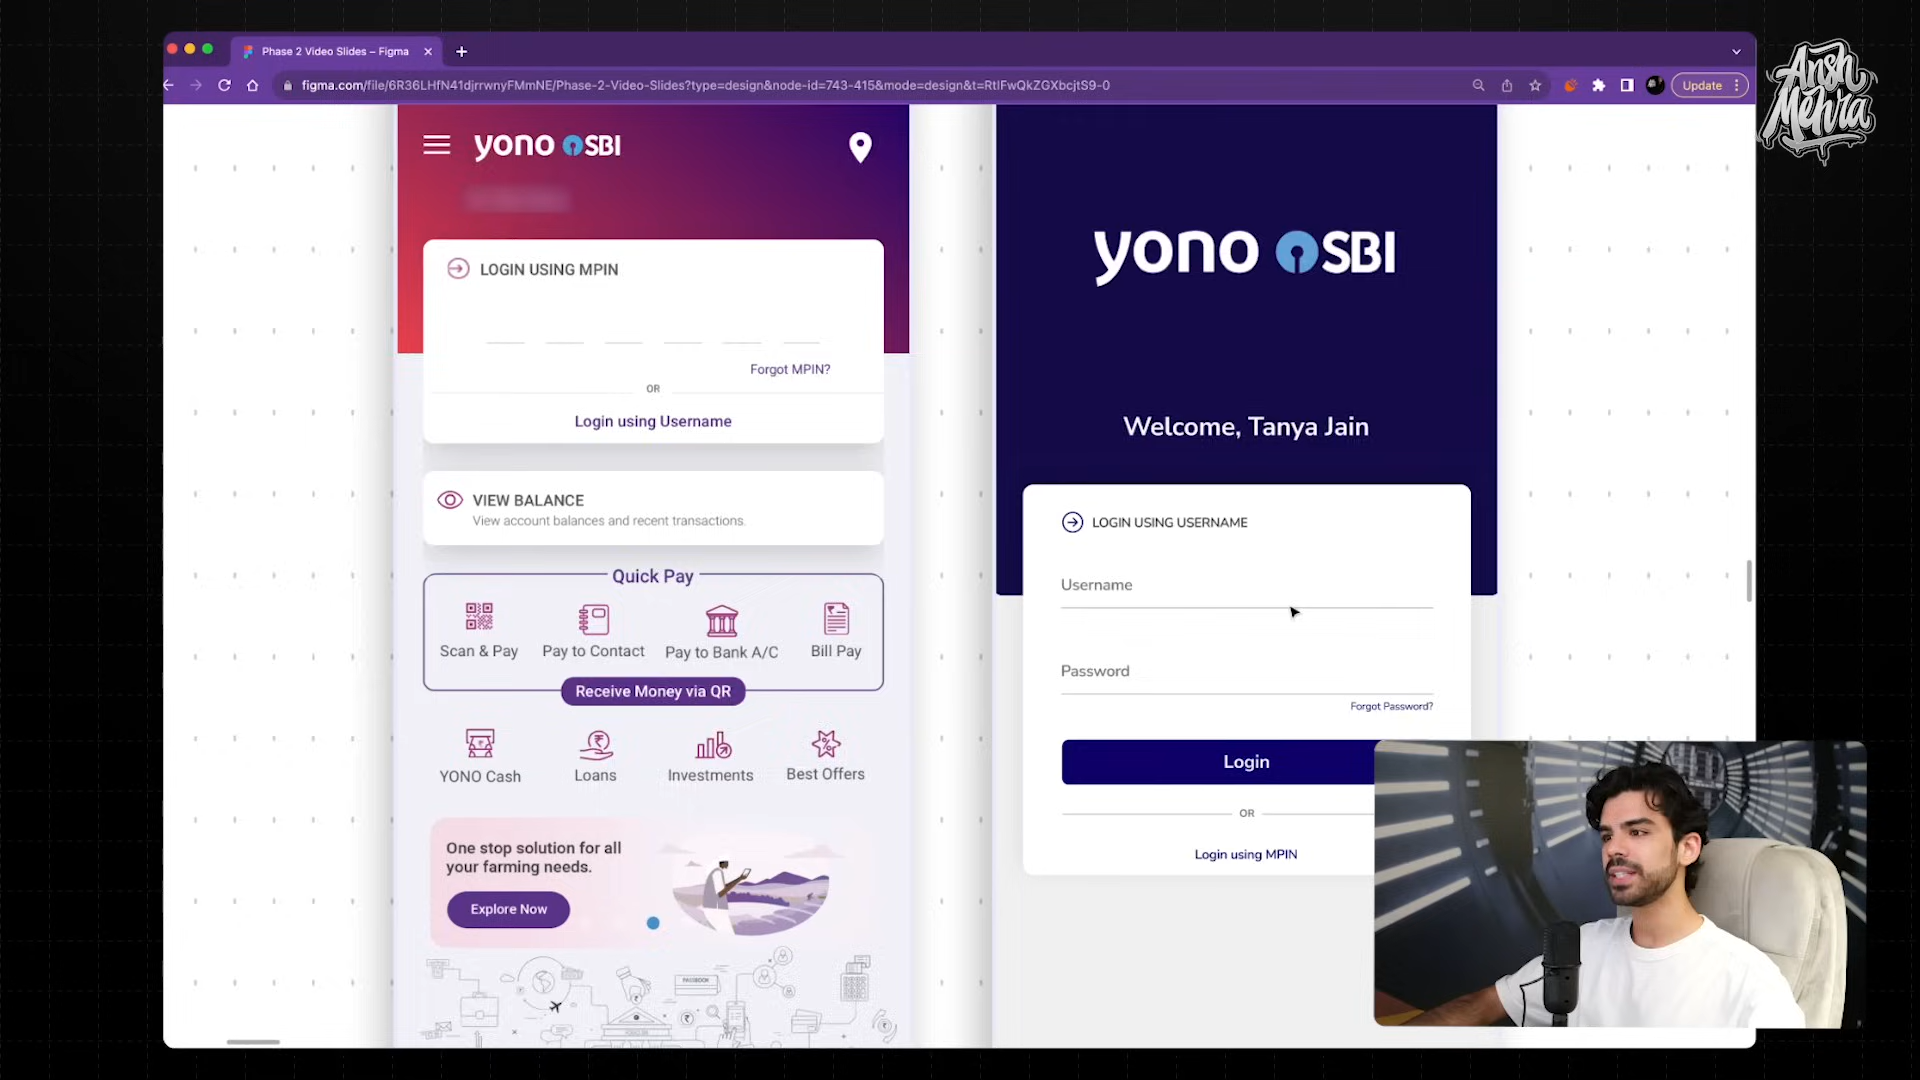 Phase 2 Video Slides – Figma
figma.com/file/6R36LHfN41djrrwnyFMmNE/Phase-2-Video-Slides?type=design&node-id=743-415&mode=design&t=RtIFwQkZGXbcjtS9-0
Update
Ansh
Mehra
yono SBI
LOGIN USING MPIN
Forgot MPIN?
OR
Login using Username
VIEW BALANCE
View account balances and recent transactions.
Quick Pay
Scan & Pay
Pay to Contact
Pay to Bank A/C
Bill Pay
Receive Money via QR
YONO Cash
Loans
Investments
Best Offers
One stop solution for all
your farming needs.
Explore Now
PASSBOOK
yono SBI
Welcome, Tanya Jain
LOGIN USING USERNAME
Username
Password
Forgot Password?
Login
OR
Login using MPIN